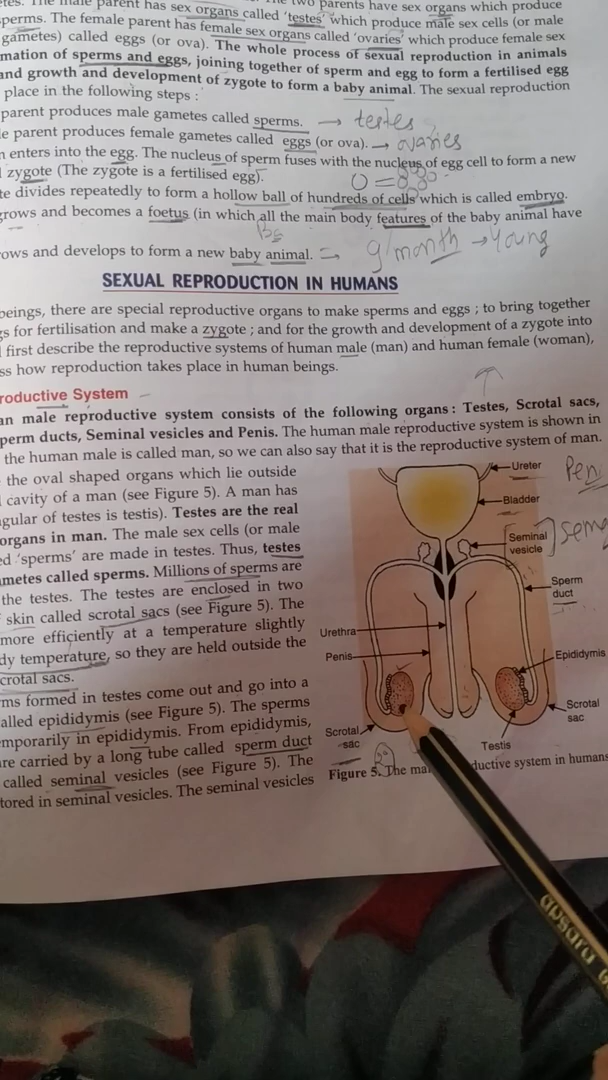 The male parent has sex organs called 'testes' which produce
The two parents have sex organs which produce
sperms. The female parent has female sex organs called 'ovaries' which produce female sex
gametes) called eggs (or ova). The whole process of sexual reproduction in animals
mation of sperms and eggs, joining together of sperm and egg to form a fertilised egg
and growth and development of zygote to form a baby animal. The sexual reproduction
place in the following steps :
parent produces male gametes called sperms. → testes
le parent produces female gametes called eggs (or ova). → ovaries
enters into the egg. The nucleus of sperm fuses with the nucleus of egg cell to form a new
zygote (The zygote is a fertilised egg).
te divides repeatedly to form a hollow ball of hundreds of cells which is called embryo.
grows and becomes a foetus (in which all the main body features of the baby animal have
ows and develops to form a new baby animal. → 9/month → young
SEXUAL REPRODUCTION IN HUMANS
beings, there are special reproductive organs to make sperms and eggs ; to bring together
gs for fertilisation and make a zygote ; and for the growth and development of a zygote into
first describe the reproductive systems of human male (man) and human female (woman),
ss how reproduction takes place in human beings.
roductive System
an male reproductive system consists of the following organs : Testes, Scrotal sacs,
perm ducts, Seminal vesicles and Penis. The human male reproductive system is shown in
the human male is called man, so we can also say that it is the reproductive system of man.
the oval shaped organs which lie outside
cavity of a man (see Figure 5). A man has
gular of testes is testis). Testes are the real
organs in man. The male sex cells (or male
ed 'sperms' are made in testes. Thus, testes
ametes called sperms. Millions of sperms are
the testes. The testes are enclosed in two
skin called scrotal sacs (see Figure 5). The
more efficiently at a temperature slightly
dy temperature, so they are held outside the
crotal sacs.
ms formed in testes come out and go into a
alled epididymis (see Figure 5). The sperms
mporarily in epididymis. From epididymis,
are carried by a long tube called sperm duct
called seminal vesicles (see Figure 5). The
tored in seminal vesicles. The seminal vesicles
Ureter
Pen
Bladder
Seminal
vesicle
Sperm
duct
Urethra
Penis
Epididymis
Scrotal
sac
Scrotal
sac
Testis
Figure 5. The ma ductive system in humans
apsara